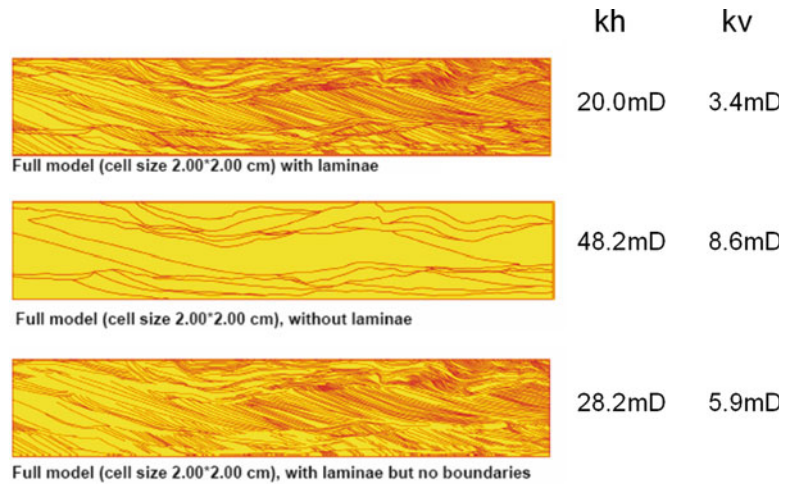 kh kv
20.0mD 3.4mD
Full model (cell size 2.00*2.00 cm) with laminae
48.2mD 8.6mD
Full model (cell size 2.00*2.00 cm), without laminae
28.2mD 5.9mD
Full model (cell size 2.00*2.00 cm), with laminae but no boundaries